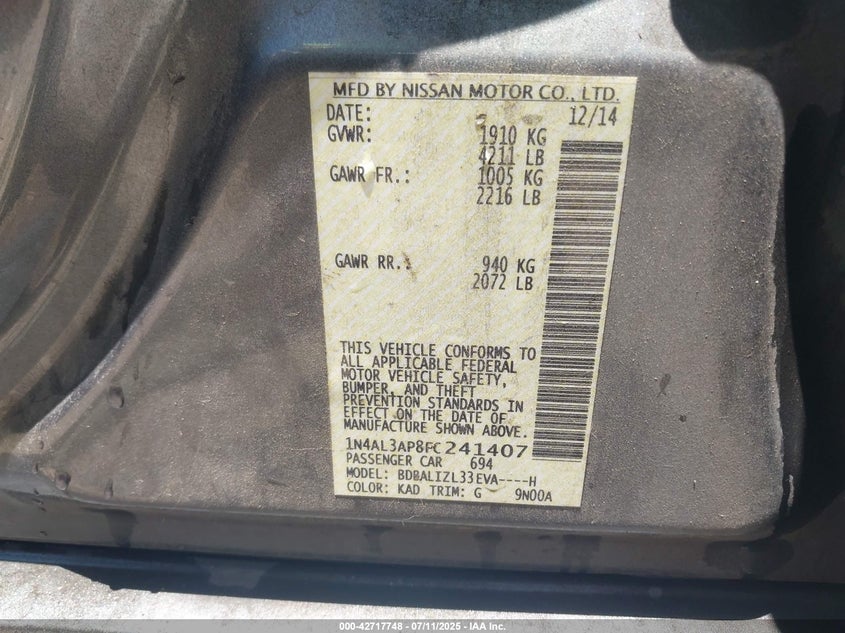 MFD BY NISSAN MOTOR CO., LTD.
DATE: 12/14
GVWR: 1910 KG
4211 LB
GAWR FR.: 1005 KG
2216 LB
GAWR RR.: 940 KG
2072 LB
THIS VEHICLE CONFORMS TO
ALL APPLICABLE FEDERAL
MOTOR VEHICLE SAFETY,
BUMPER, AND THEFT
PREVENTION STANDARDS IN
EFFECT ON THE DATE OF
MANUFACTURE SHOWN ABOVE.
1N4AL3AP8FC241407
PASSENGER CAR 694
MODEL: BDBALIZL33EVA----H
COLOR: KAD TRIM: G 9N00A
000-42717748 - 07/11/2025 - IAA Inc.